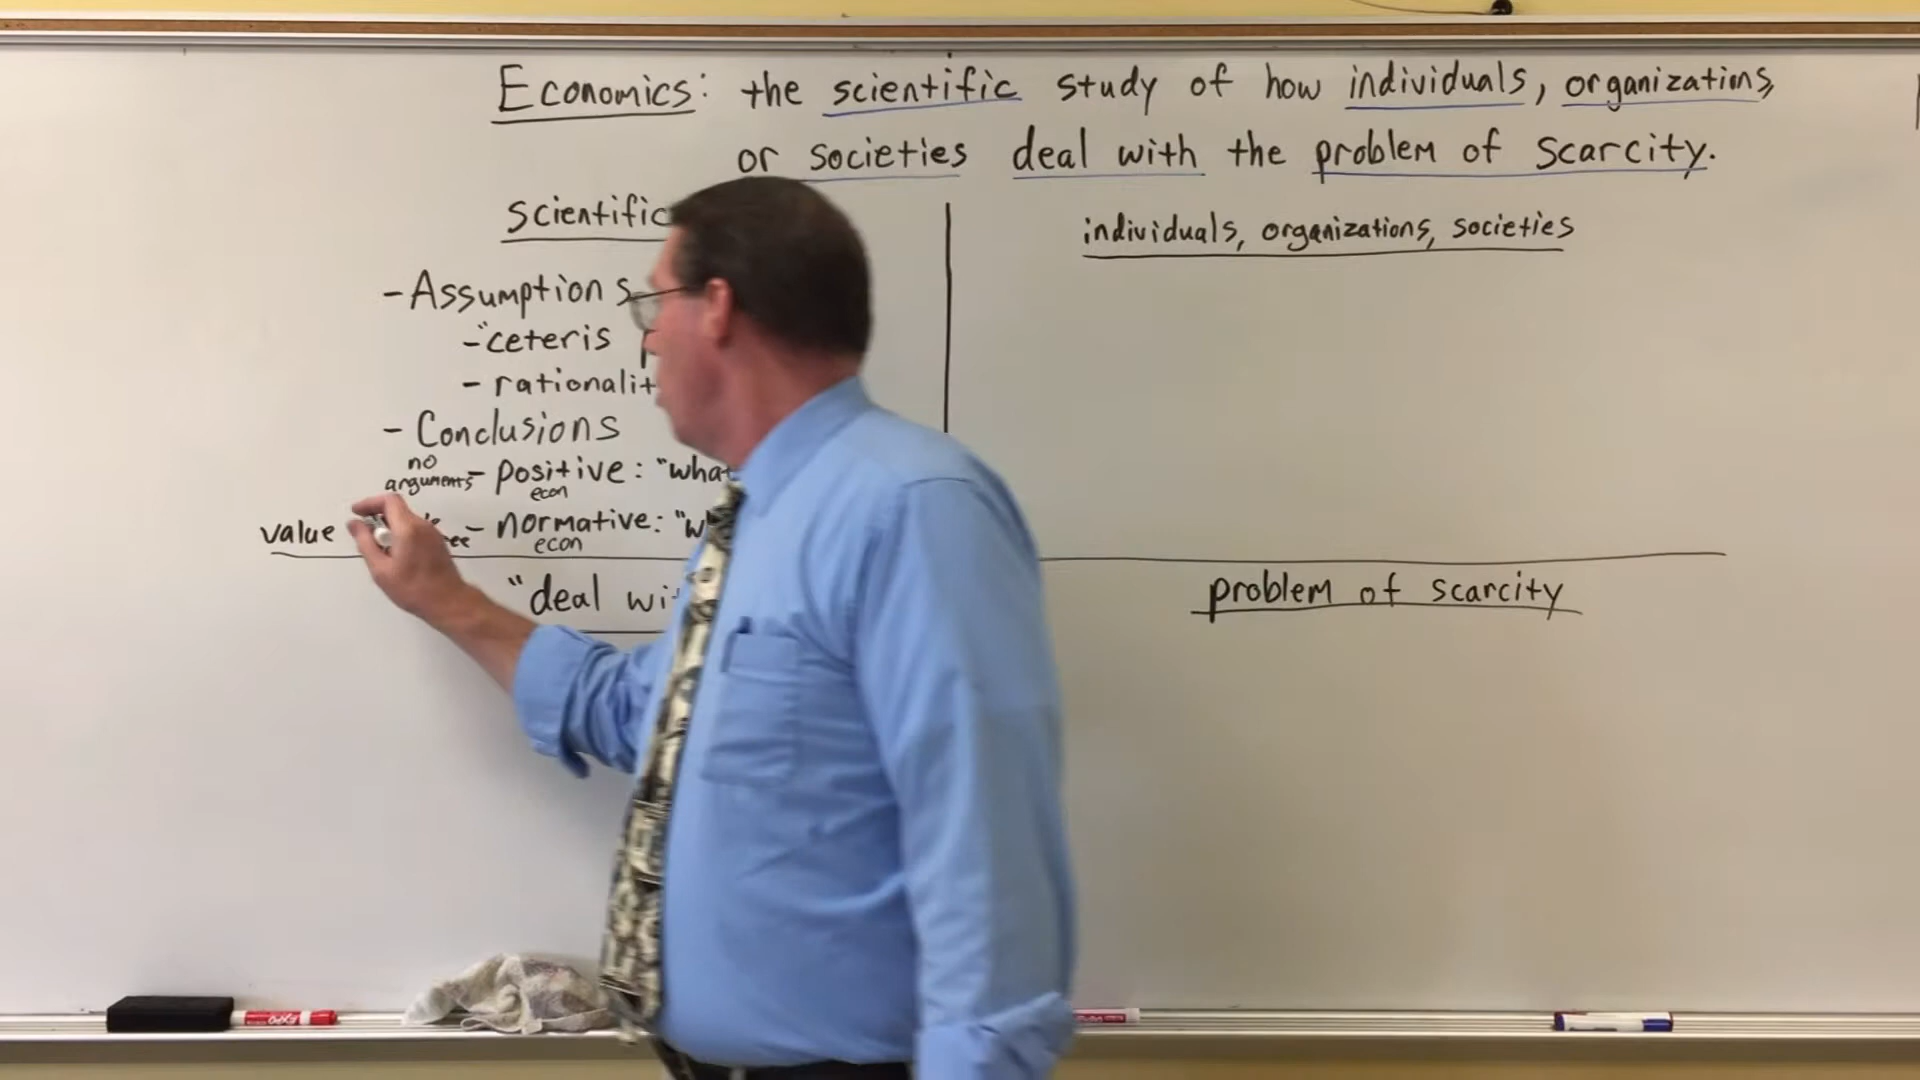 Economics: the scientific study of how individuals, organizations,
or societies deal with the problem of scarcity.
scientific
individuals, organizations, societies
- Assumptions
- "ceteris
- rationalit
- Conclusions
no
arguments - positive: "what
econ
value - normative: "w
econ
"deal wi
problem of scarcity
EXPO